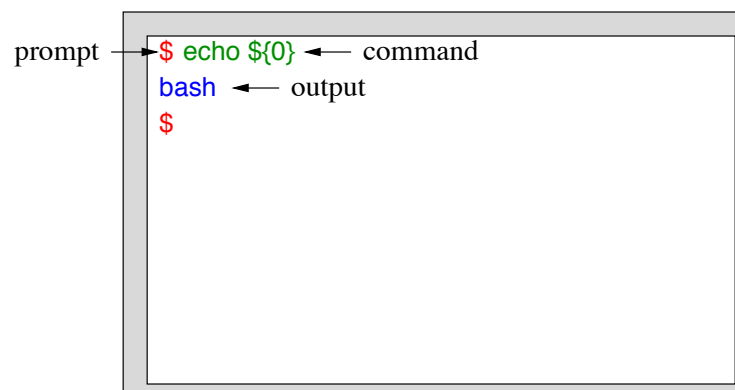 prompt $ echo ${0} command
bash output
$